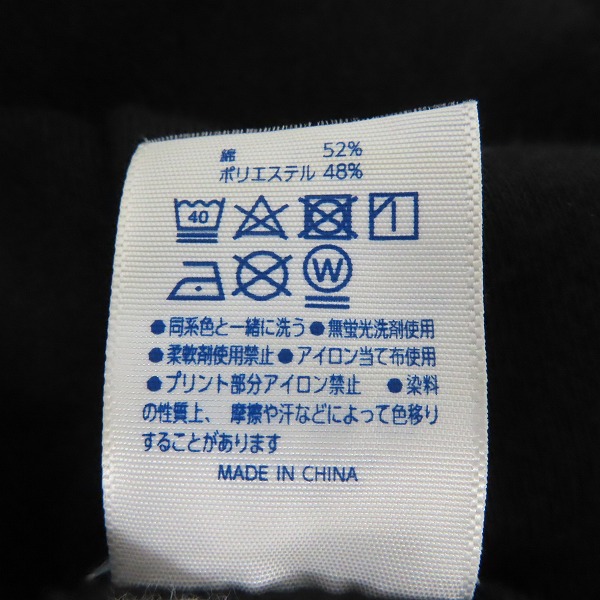 綿 52%
ポリエステル 48%
40
W
●同系色と一緒に洗う ●無蛍光洗剤使用
●柔軟剤使用禁止 ●アイロン当て布使用
●プリント部分アイロン禁止 ●染料
の性質上、摩擦や汗などによって色移り
することがあります
MADE IN CHINA